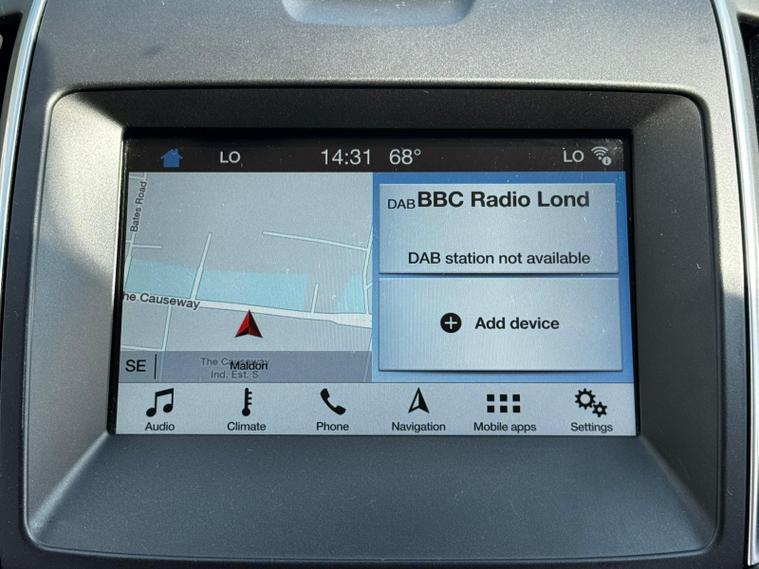 LO 14:31 68° LO
Bates Road
he Causeway
SE
The Causeway
Maldon
Ind. Est. S
DAB BBC Radio Lond
DAB station not available
Add device
Audio Climate Phone Navigation Mobile apps Settings